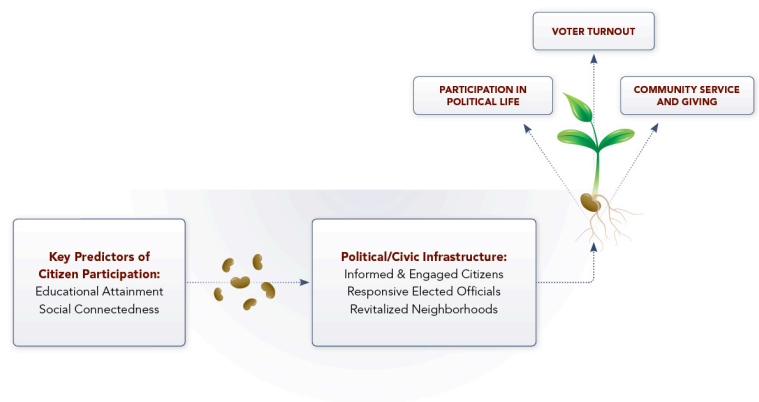 VOTER TURNOUT
PARTICIPATION IN
POLITICAL LIFE
COMMUNITY SERVICE
AND GIVING
Key Predictors of
Citizen Participation:
Educational Attainment
Social Connectedness
Political/Civic Infrastructure:
Informed & Engaged Citizens
Responsive Elected Officials
Revitalized Neighborhoods